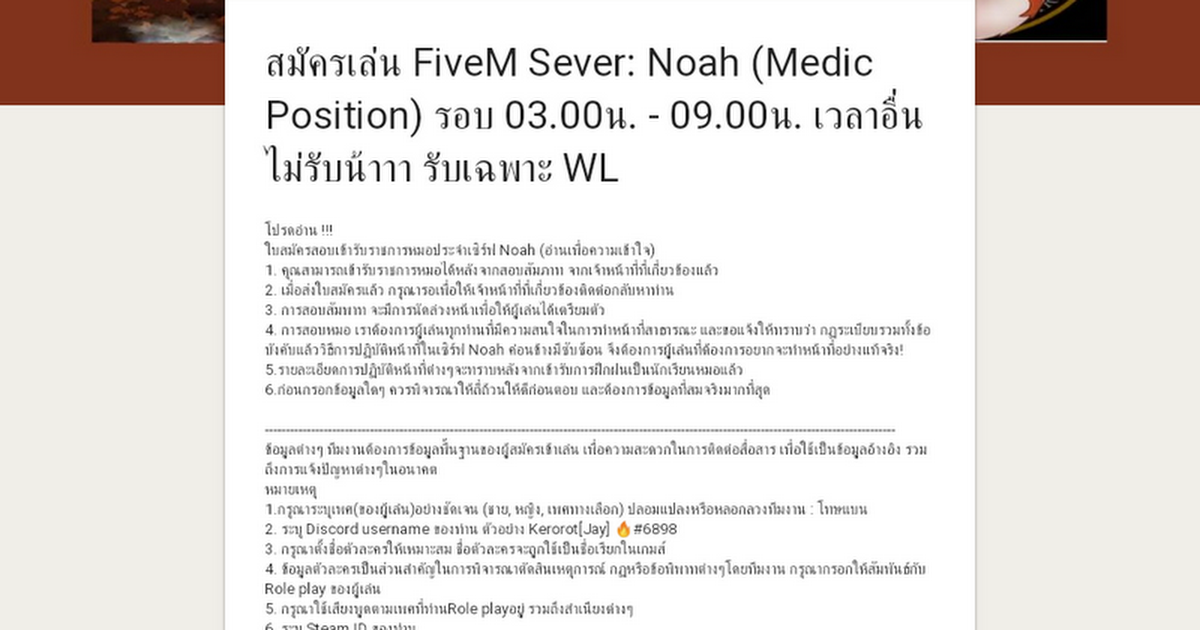 สมัครเล่น FiveM Sever: Noah (Medic
Position) รอบ 03.00น. - 09.00น. เวลาอื่น
ไม่รับน้าาา รับเฉพาะ WL
โปรดอ่าน !!!
ใบสมัครสอบเข้ารับราชการหมอประจำเซิร์ฟ Noah (อ่านเพื่อความเข้าใจ)
1. คุณสามารถเข้ารับราชการหมอได้หลังจากสอบสัมภาท จากเจ้าหน้าที่ที่เกี่ยวข้องแล้ว
2. เมื่อส่งใบสมัครแล้ว กรุณารอเพื่อให้เจ้าหน้าที่ที่เกี่ยวข้องติดต่อกลับหาท่าน
3. การสอบสัมพาท จะมีการนัดล่วงหน้าเพื่อให้ผู้เล่นได้เตรียมตัว
4. การสอบหมอ เราต้องการผู้เล่นทุกท่านที่มีความสนใจในการทำหน้าที่สาธารณะ และขอแจ้งให้ทราบว่า กฎระเบียบรวมทั้งข้อ
บังคับแล้ววิธีการปฎิบัติหน้าที่ในเซิร์ฟ Noah ค่อนข้างมีซับซ้อน จึงต้องการผู้เล่นที่ต้องการอยากจะทำหน้าที่อย่างแท้จริง!
5.รายละเอียดการปฏิบัติหน้าที่ต่างๆจะทราบหลังจากเข้ารับการฝึกฝนเป็นนักเรียนหมอแล้ว
6.ก่อนกรอกข้อมูลใดๆ ควรพิจารณาให้ถี่ถ้วนให้ดีก่อนตอบ และต้องการข้อมูลที่สมจริงมากที่สุด
ข้อมูลต่างๆ ทีมงานต้องการข้อมูลพื้นฐานของผู้สมัครเข้าเล่น เพื่อความสะดวกในการติดต่อสื่อสาร เพื่อใช้เป็นข้อมูลอ้างอิง รวม
ถึงการแจ้งปัญหาต่างๆในอนาคต
หมายเหตุ
1.กรุณาระบุเพศ(ของผู้เล่น)อย่างชัดเจน (ชาย, หญิง, เพศทางเลือก) ปลอมแปลงหรือหลอกลวงทีมงาน : โทษแบน
2. ระบุ Discord username ของท่าน ตัวอย่าง Kerorot[Jay] 🔥#6898
3. กรุณาตั้งชื่อตัวละครให้เหมาะสม ชื่อตัวละครจะถูกใช้เป็นชื่อเรียกในเกมส์
4. ข้อมูลตัวละครเป็นส่วนสำคัญในการพิจารณาตัดสินเหตุการณ์ กฏหรือข้อพิพาทต่างๆโดยทีมงาน กรุณากรอกให้สัมพันธ์กับ
Role play ของผู้เล่น
5. กรุณาใช้เสียงพูดตามเพศที่ท่านRole playอยู่ รวมถึงสำเนียงต่างๆ
6. ระบุ Steam ID ของท่าน